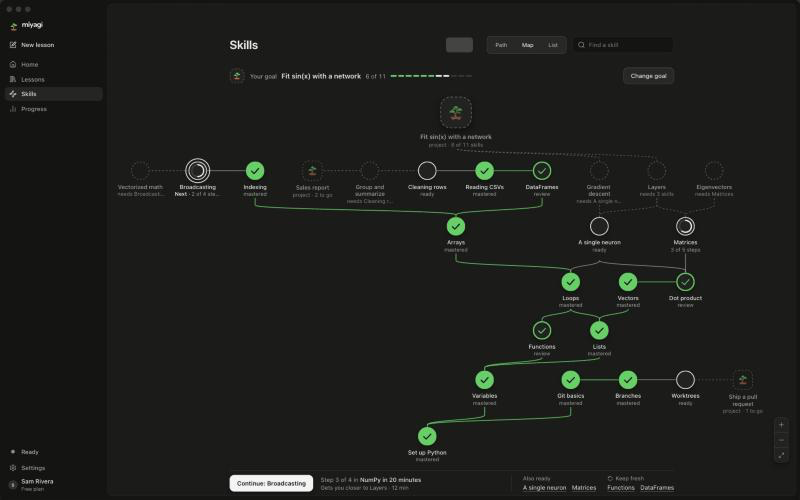 miyagi
New lesson
Home
Lessons
Skills
Progress
Ready
Settings
S
Sam Rivera
Free plan
Skills
Path
Map
List
Find a skill
Your goal
Fit sin(x) with a network
6 of 11
Change goal
Fit sin(x) with a network
project · 6 of 11 skills
Vectorized math
needs Broadcast...
Broadcasting
Next · 2 of 4 ste...
Indexing
mastered
Sales report
project · 2 to go
Group and
summarize
needs Cleaning r...
Cleaning rows
ready
Reading CSVs
mastered
DataFrames
review
Gradient
descent
needs A single n...
Layers
needs 3 skills
Eigenvectors
needs Matrices
Arrays
mastered
A single neuron
ready
Matrices
3 of 5 steps
Loops
mastered
Vectors
mastered
Dot product
review
Functions
review
Lists
mastered
Variables
mastered
Git basics
mastered
Branches
mastered
Worktrees
ready
Ship a pull
request
project · 1 to go
Set up Python
mastered
Continue: Broadcasting
Step 3 of 4 in NumPy in 20 minutes
Gets you closer to Layers · 12 min
Also ready
A single neuron Matrices
Keep fresh
Functions DataFrames